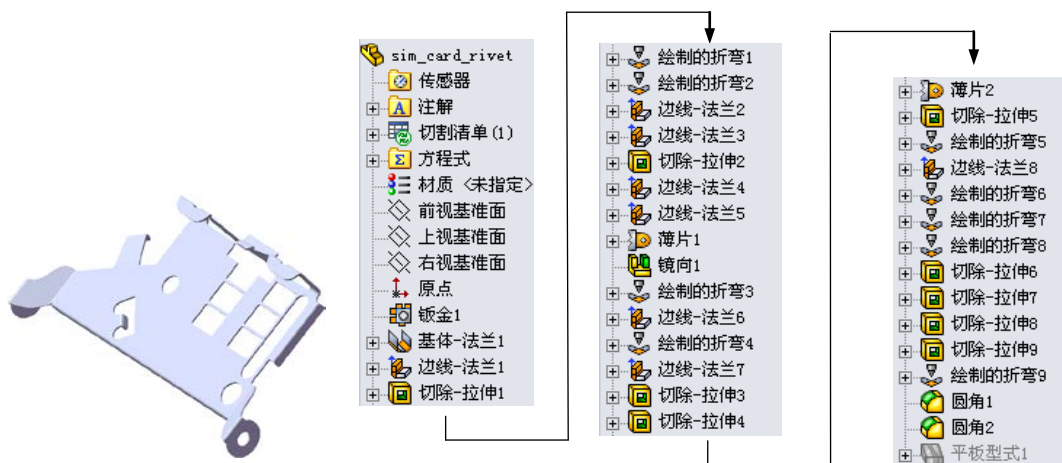 sim_card_rivet
传感器
注解
切割清单(1)
方程式
材质 <未指定>
前视基准面
上视基准面
右视基准面
原点
钣金1
基体-法兰1
边线-法兰1
切除-拉伸1
绘制的折弯1
绘制的折弯2
边线-法兰2
边线-法兰3
切除-拉伸2
边线-法兰4
边线-法兰5
薄片1
镜向1
绘制的折弯3
边线-法兰6
绘制的折弯4
边线-法兰7
切除-拉伸3
切除-拉伸4
薄片2
切除-拉伸5
绘制的折弯5
边线-法兰8
绘制的折弯6
绘制的折弯7
绘制的折弯8
切除-拉伸6
切除-拉伸7
切除-拉伸8
切除-拉伸9
绘制的折弯9
圆角1
圆角2
平板型式1